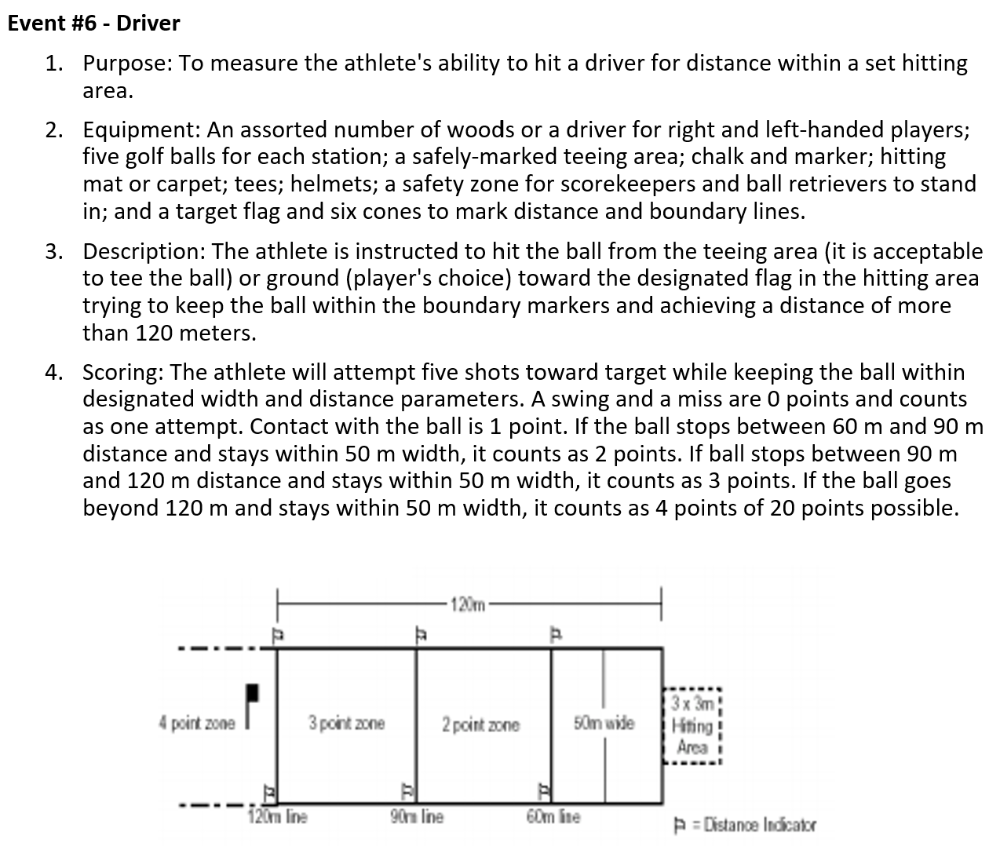 Event #6 - Driver
1. Purpose: To measure the athlete's ability to hit a driver for distance within a set hitting
area.
2. Equipment: An assorted number of woods or a driver for right and left-handed players;
five golf balls for each station; a safely-marked teeing area; chalk and marker; hitting
mat or carpet; tees; helmets; a safety zone for scorekeepers and ball retrievers to stand
in; and a target flag and six cones to mark distance and boundary lines.
3. Description: The athlete is instructed to hit the ball from the teeing area (it is acceptable
to tee the ball) or ground (player's choice) toward the designated flag in the hitting area
trying to keep the ball within the boundary markers and achieving a distance of more
than 120 meters.
4. Scoring: The athlete will attempt five shots toward target while keeping the ball within
designated width and distance parameters. A swing and a miss are 0 points and counts
as one attempt. Contact with the ball is 1 point. If the ball stops between 60 m and 90 m
distance and stays within 50 m width, it counts as 2 points. If ball stops between 90 m
and 120 m distance and stays within 50 m width, it counts as 3 points. If the ball goes
beyond 120 m and stays within 50 m width, it counts as 4 points of 20 points possible.
120m
4 point zone
3 point zone
2 point zone
50m wide
3 x 3m
Hitting
Area
120m line
90m line
60m line
= Distance Indicator